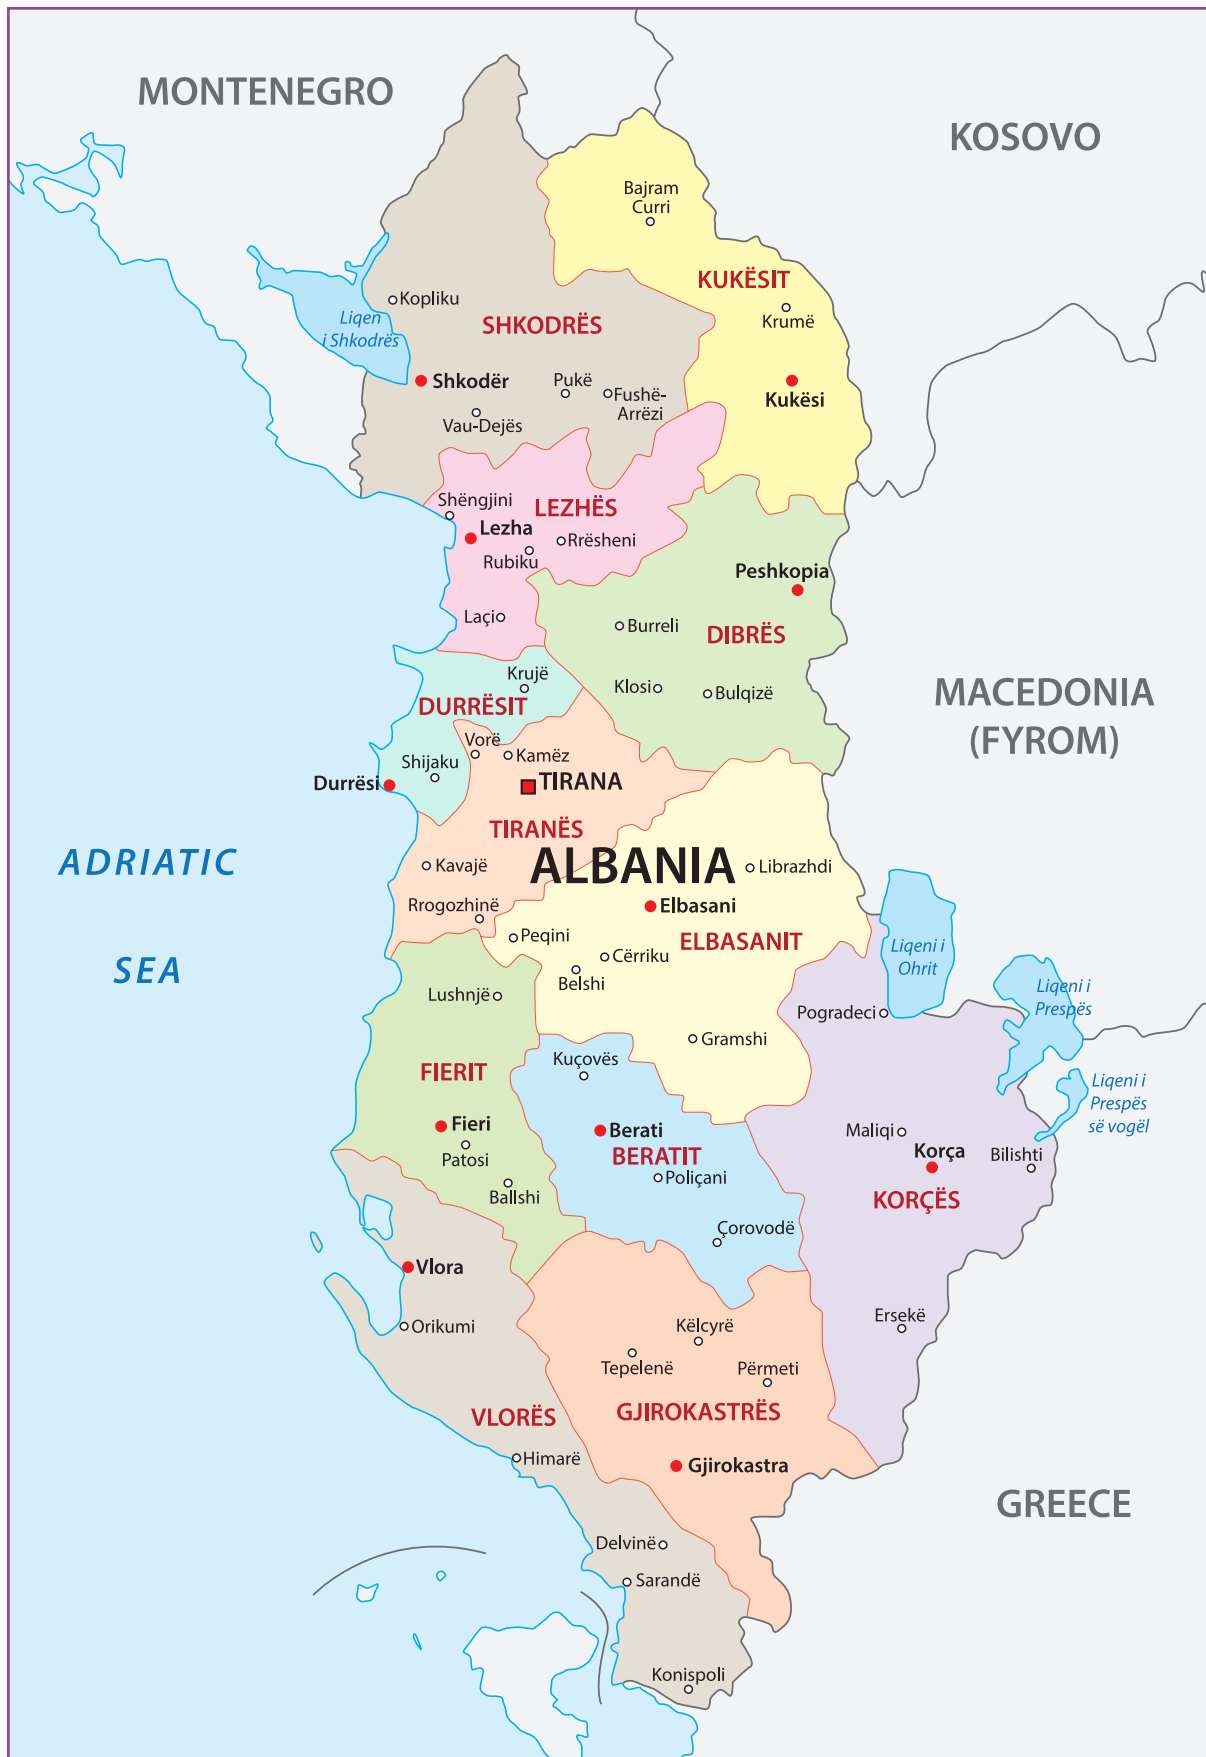 MONTENEGRO
KOSOVO
Bajram
Curri
KUKËSIT
Kopliku
Krumë
Liqen
i Shkodrës
SHKODRËS
Shkodër
Pukë
Fushë-
Arrëzi
Kukësi
Vau-Dejës
Shëngjini
LEZHËS
Lezha
Rrësheni
Rubiku
Peshkopia
Laçi
Burreli
DIBRËS
Krujë
Klosi
Bulqizë
MACEDONIA
(FYROM)
DURRËSIT
Vorë
Kamëz
Shijaku
Durrësi
TIRANA
TIRANËS
ADRIATIC
SEA
ALBANIA
Kavajë
Librazhdi
Rrogozhinë
Elbasani
Peqini
ELBASANIT
Cërriku
Belshi
Liqeni i
Ohrit
Lushnjë
Liqeni i
Prespës
Pogradeci
Gramshi
Kuçovës
FIERIT
Liqeni i
Prespës
së vogël
Fieri
Berati
Maliqi
Patosi
BERATIT
Korça
Bilishti
Poliçani
Ballshi
KORÇËS
Çorovodë
Vlora
Orikumi
Këlcyrë
Ersekë
Tepelenë
Përmeti
VLORËS
GJIROKASTRËS
Himarë
Gjirokastra
GREECE
Delvinë
Sarandë
Konispoli